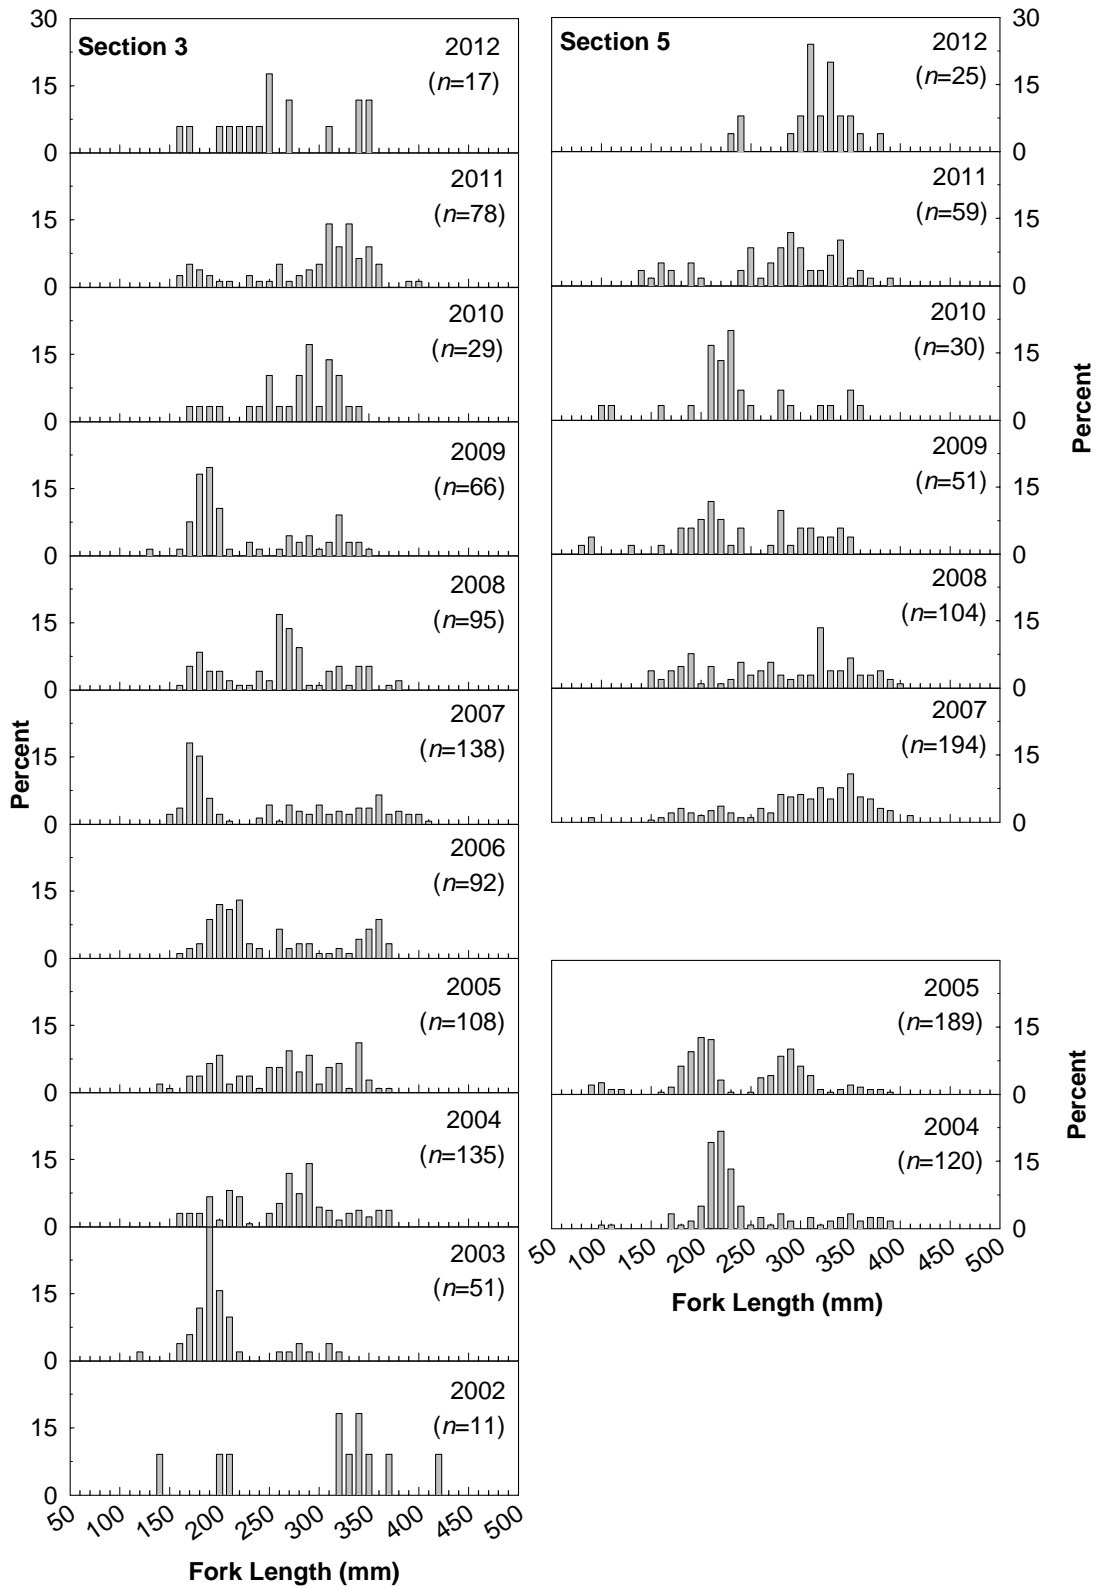 30
Section 3
2012
(n=17)
15
0
2011
(n=78)
15
0
2010
(n=29)
15
0
2009
(n=66)
15
0
2008
(n=95)
15
0
2007
(n=138)
15
0
2006
(n=92)
15
0
2005
(n=108)
15
0
2004
(n=135)
15
0
2003
(n=51)
15
0
2002
(n=11)
15
0
Percent
50 100 150 200 250 300 350 400 450 500
Fork Length (mm)
30
Section 5
2012
(n=25)
15
0
2011
(n=59)
15
0
2010
(n=30)
15
0
2009
(n=51)
15
0
2008
(n=104)
15
0
2007
(n=194)
15
0
Percent
2005
(n=189)
15
0
2004
(n=120)
15
0
Percent
50 100 150 200 250 300 350 400 450 500
Fork Length (mm)